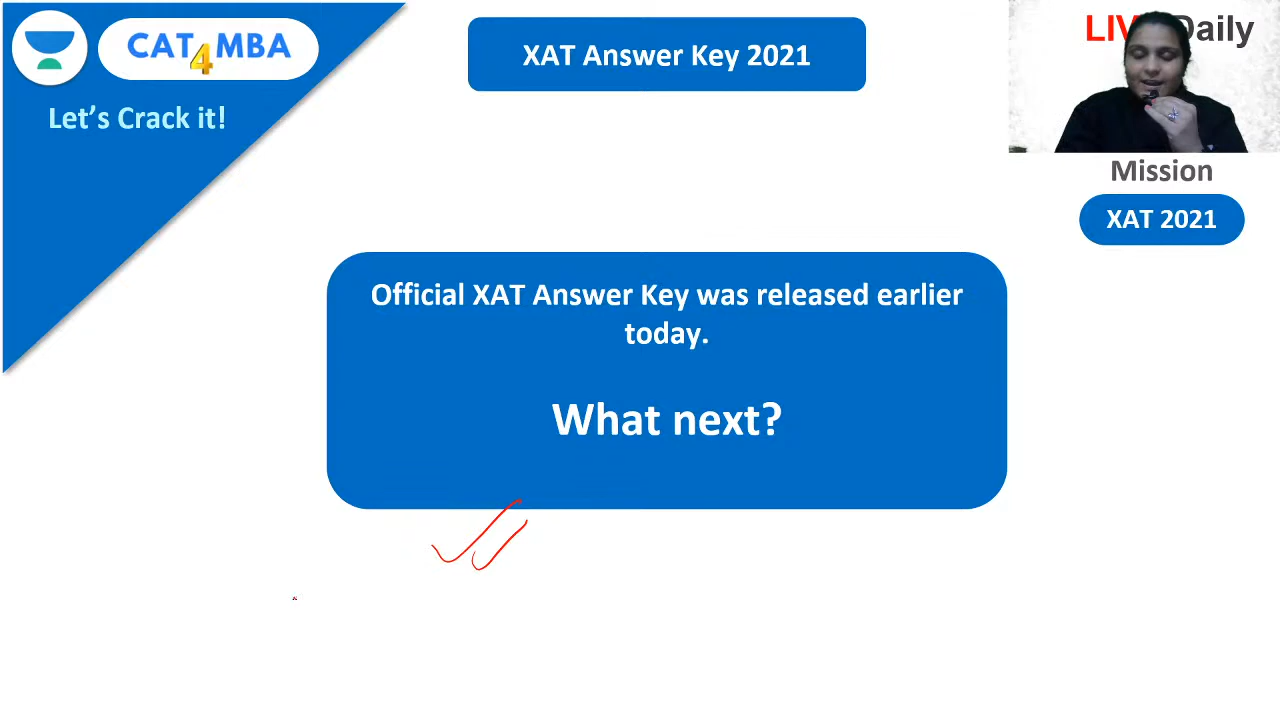 CAT4MBA
Let’s Crack it!
XAT Answer Key 2021
LIV Daily
Mission
XAT 2021
Official XAT Answer Key was released earlier
today.
What next?